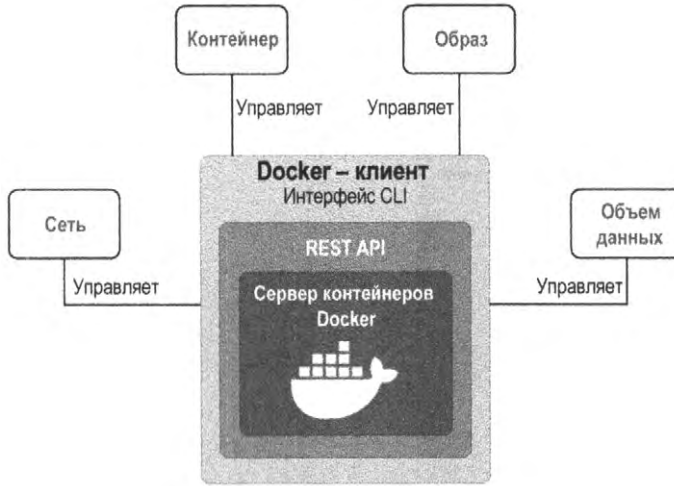 Контейнер
Образ
Управляет
Управляет
Docker – клиент
Интерфейс CLI
Сеть
Объем
данных
REST API
Управляет
Управляет
Сервер контейнеров
Docker